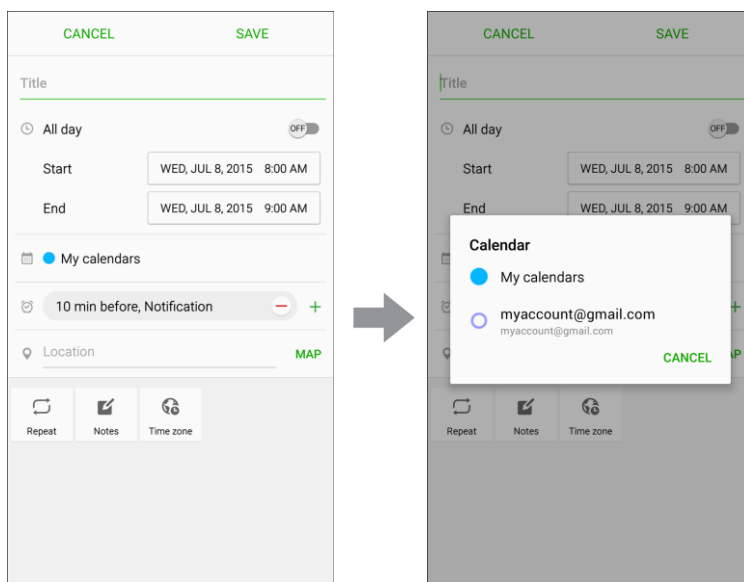 CANCEL SAVE
Title
All day OFF
Start WED, JUL 8, 2015 8:00 AM
End WED, JUL 8, 2015 9:00 AM
My calendars
10 min before, Notification
Location MAP
Repeat Notes Time zone
CANCEL SAVE
Title
All day OFF
Start WED, JUL 8, 2015 8:00 AM
End WED, JUL 8, 2015 9:00 AM
Calendar
My calendars
myaccount@gmail.com
myaccount@gmail.com
CANCEL
Repeat Notes Time zone